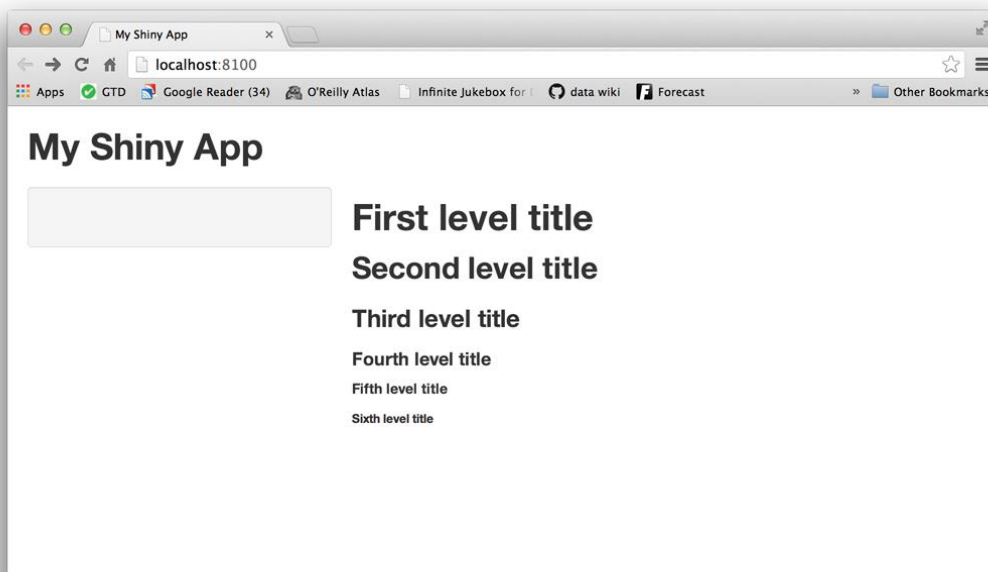 My Shiny App
localhost:8100
Apps GTD Google Reader (34) O'Reilly Atlas Infinite Jukebox for data wiki Forecast » Other Bookmarks
My Shiny App
First level title
Second level title
Third level title
Fourth level title
Fifth level title
Sixth level title